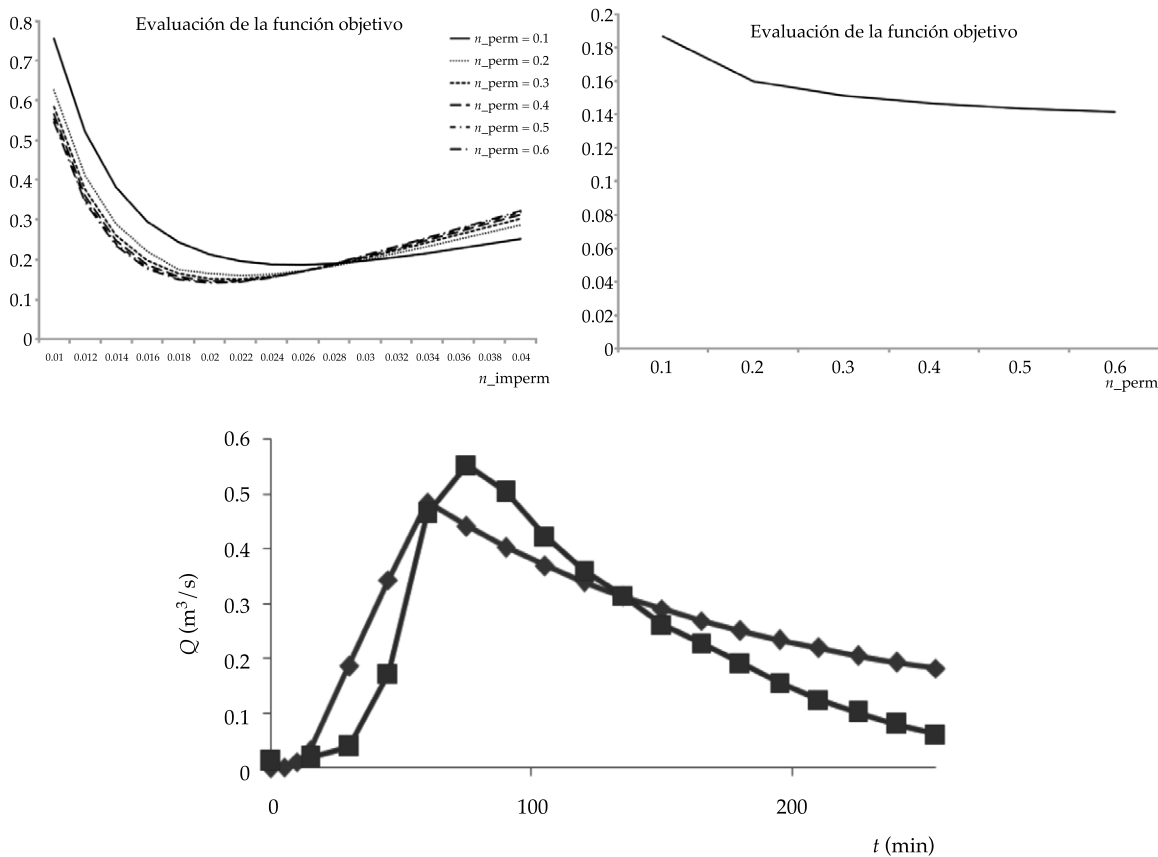 Evaluación de la función objetivo
0.8
0.7
0.6
0.5
0.4
0.3
0.2
0.1
0
n_perm = 0.1
n_perm = 0.2
n_perm = 0.3
n_perm = 0.4
n_perm = 0.5
n_perm = 0.6
0.01 0.012 0.014 0.016 0.018 0.02 0.022 0.024 0.026 0.028 0.03 0.032 0.034 0.036 0.038 0.04
n_imperm
Evaluación de la función objetivo
0.2
0.18
0.16
0.14
0.12
0.1
0.08
0.06
0.04
0.02
0
0.1 0.2 0.3 0.4 0.5 0.6
n_perm
0.6
0.5
0.4
0.3
0.2
0.1
0
Q (m³/s)
0 100 200
t (min)